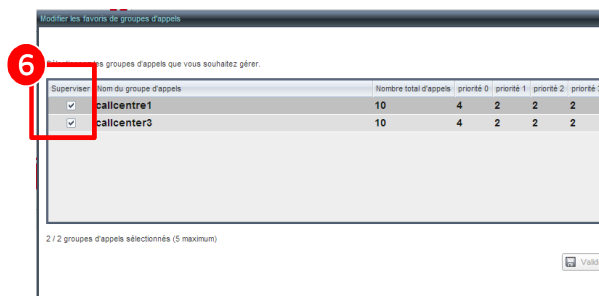 Modifier les favoris de groupes d'appels
6
les groupes d'appels que vous souhaitez gérer.
Superviser Nom du groupe d'appels Nombre total d'appels priorité 0 priorité 1 priorité 2 priorité
callcentre1 10 4 2 2 2
callcenter3 10 4 2 2 2
2 / 2 groupes d'appels sélectionnés (5 maximum)
Valid